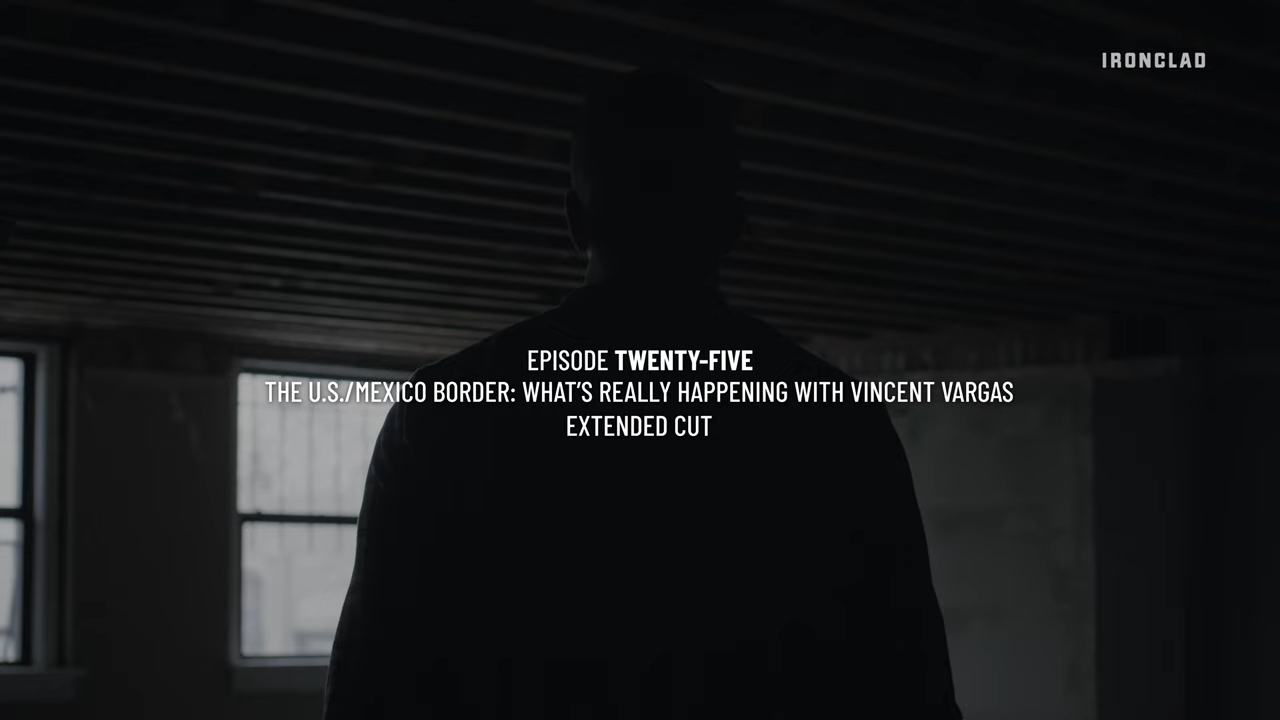 IRONCLAD
EPISODE TWENTY-FIVE
THE U.S./MEXICO BORDER: WHAT'S REALLY HAPPENING WITH VINCENT VARGAS
EXTENDED CUT